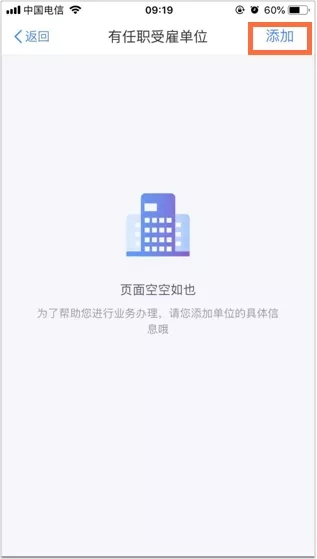 中国电信 09:19 60%
返回 有任职受雇单位 添加
页面空空如也
为了帮助您进行业务办理，请您添加单位的具体信
息哦